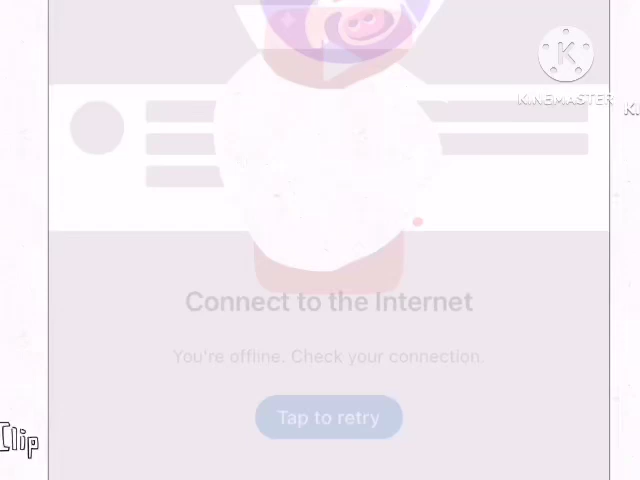 K
KINEMASTER
K
Connect to the Internet
You're offline. Check your connection.
Tap to retry
Clip